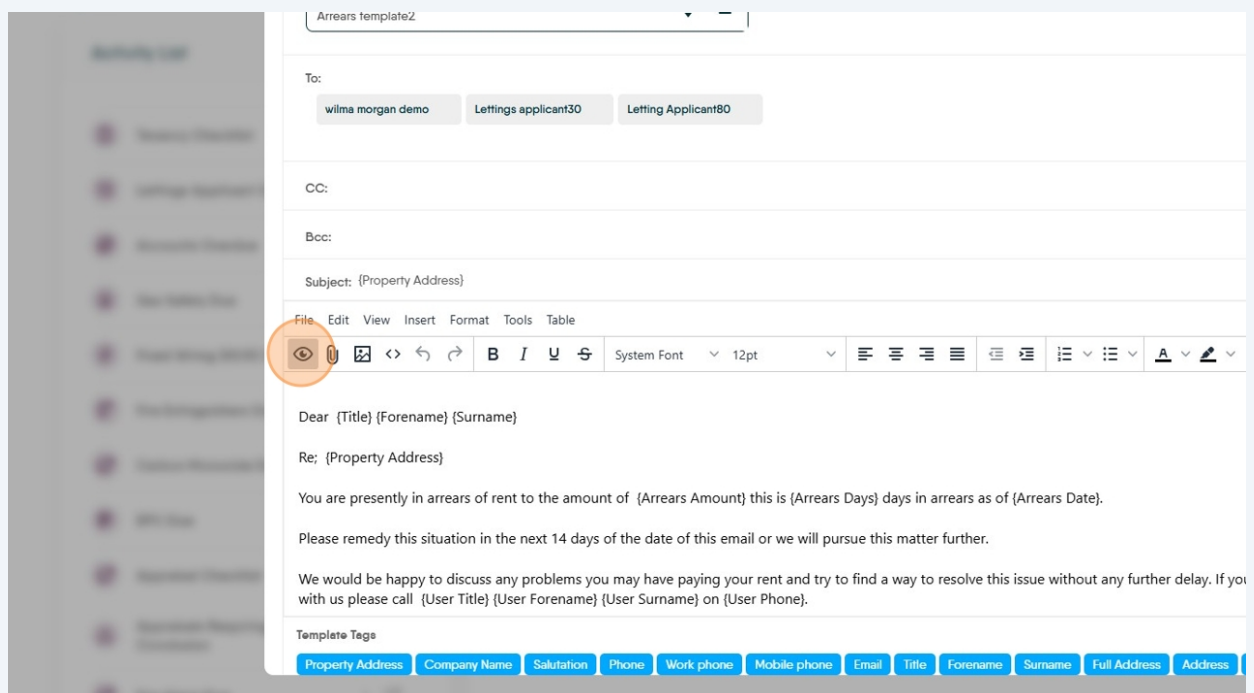 Arrears template2
Activity List
To:
wilma morgan demo Lettings applicant30 Letting Applicant80
CC:
Bcc:
Subject: {Property Address}
File Edit View Insert Format Tools Table
B I U S System Font 12pt A
Dear {Title} {Forename} {Surname}
Re; {Property Address}
You are presently in arrears of rent to the amount of {Arrears Amount} this is {Arrears Days} days in arrears as of {Arrears Date}.
Please remedy this situation in the next 14 days of the date of this email or we will pursue this matter further.
We would be happy to discuss any problems you may have paying your rent and try to find a way to resolve this issue without any further delay. If you
with us please call {User Title} {User Forename} {User Surname} on {User Phone}.
Template Tags
Property Address Company Name Salutation Phone Work phone Mobile phone Email Title Forename Surname Full Address Address